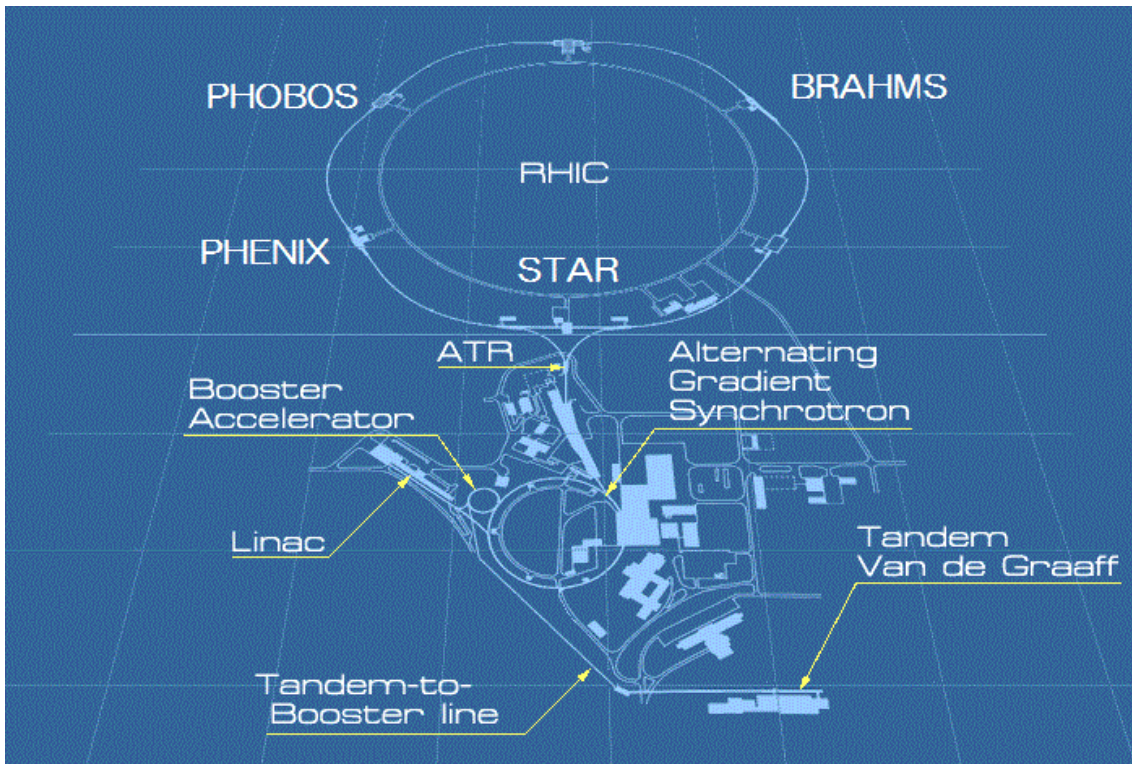 PHOBOS
BRAHMS
RHIC
PHENIX
STAR
ATR
Alternating
Gradient
Synchrotron
Booster
Accelerator
Linac
Tandem
Van de Graaff
Tandem-to-
Booster line